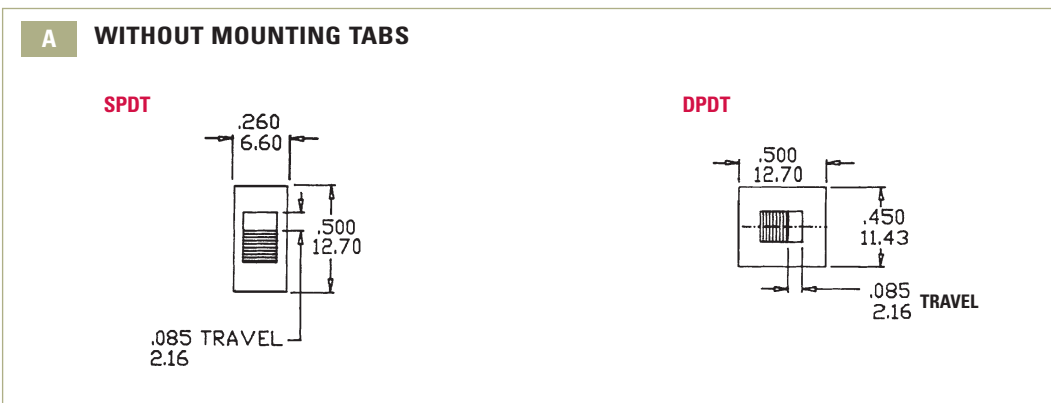 A WITHOUT MOUNTING TABS
SPDT
.260
6.60
.500
12.70
.085 TRAVEL
2.16
DPDT
.500
12.70
.450
11.43
.085 TRAVEL
2.16